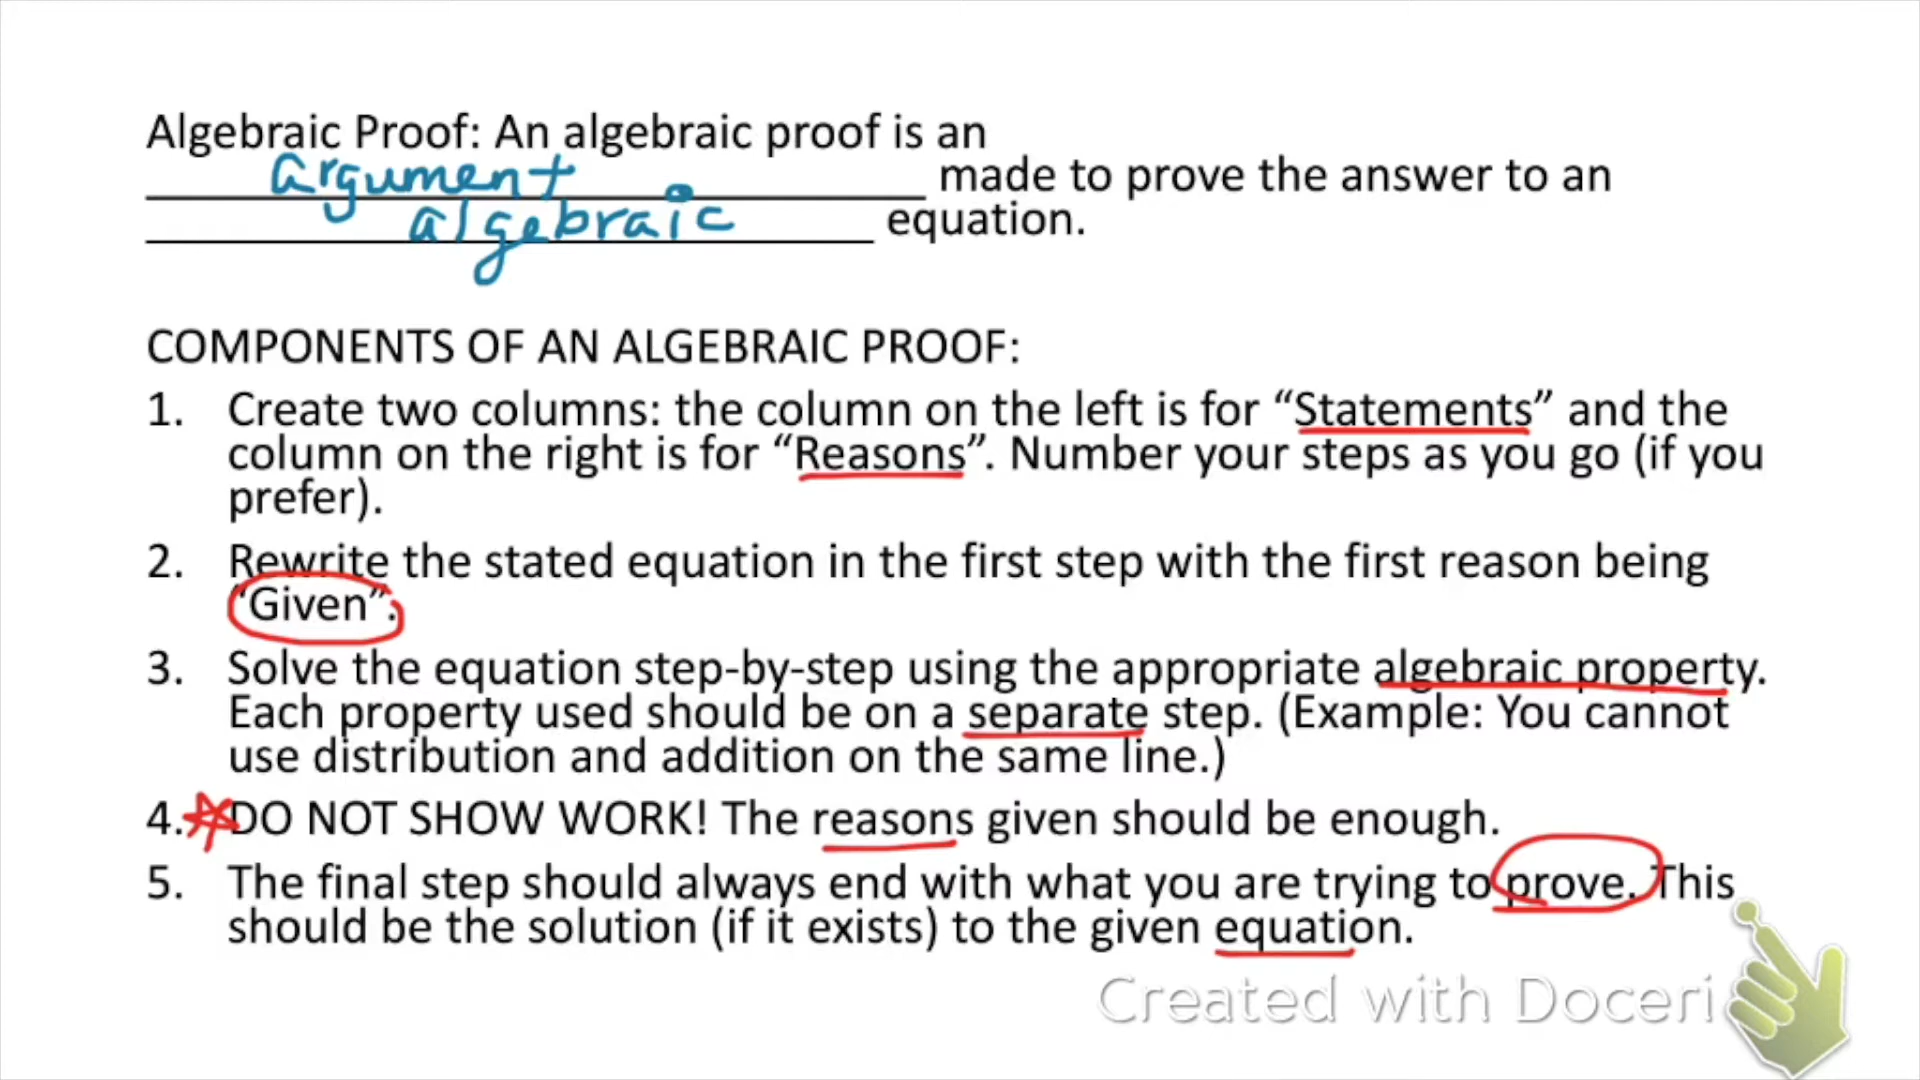 Algebraic Proof: An algebraic proof is an
argument made to prove the answer to an
algebraic equation.
COMPONENTS OF AN ALGEBRAIC PROOF:
1. Create two columns: the column on the left is for “Statements” and the
column on the right is for “Reasons”. Number your steps as you go (if you
prefer).
2. Rewrite the stated equation in the first step with the first reason being
“Given”.
3. Solve the equation step-by-step using the appropriate algebraic property.
Each property used should be on a separate step. (Example: You cannot
use distribution and addition on the same line.)
4. DO NOT SHOW WORK! The reasons given should be enough.
5. The final step should always end with what you are trying to prove. This
should be the solution (if it exists) to the given equation.
Created with Doceri